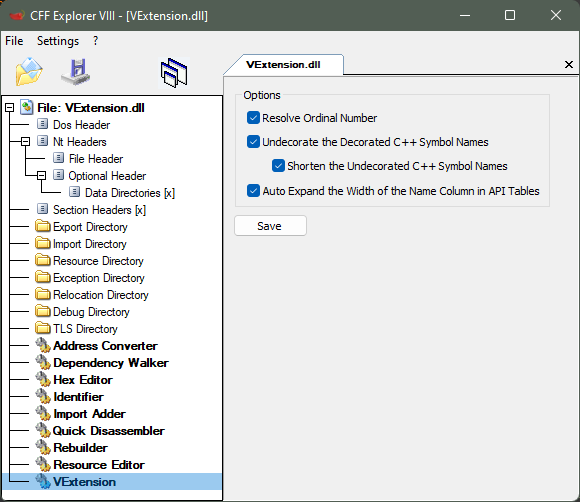 CFF Explorer VIII - [VExtension.dll]
File Settings ?
VExtension.dll
File: VExtension.dll
Dos Header
Nt Headers
File Header
Optional Header
Data Directories [x]
Section Headers [x]
Export Directory
Import Directory
Resource Directory
Exception Directory
Relocation Directory
Debug Directory
TLS Directory
Address Converter
Dependency Walker
Hex Editor
Identifier
Import Adder
Quick Disassembler
Rebuilder
Resource Editor
VExtension
Options
Resolve Ordinal Number
Undecorate the Decorated C++ Symbol Names
Shorten the Undecorated C++ Symbol Names
Auto Expand the Width of the Name Column in API Tables
Save